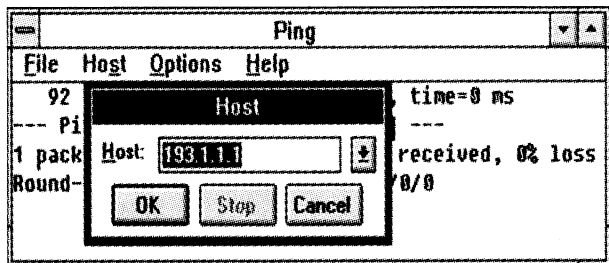 Ping
File Host Options Help
92 , time=0 ms
--- Pi ---
1 pack received, 0% loss
Round- /0/0
Host
Host: 193.1.1.1
OK Stop Cancel